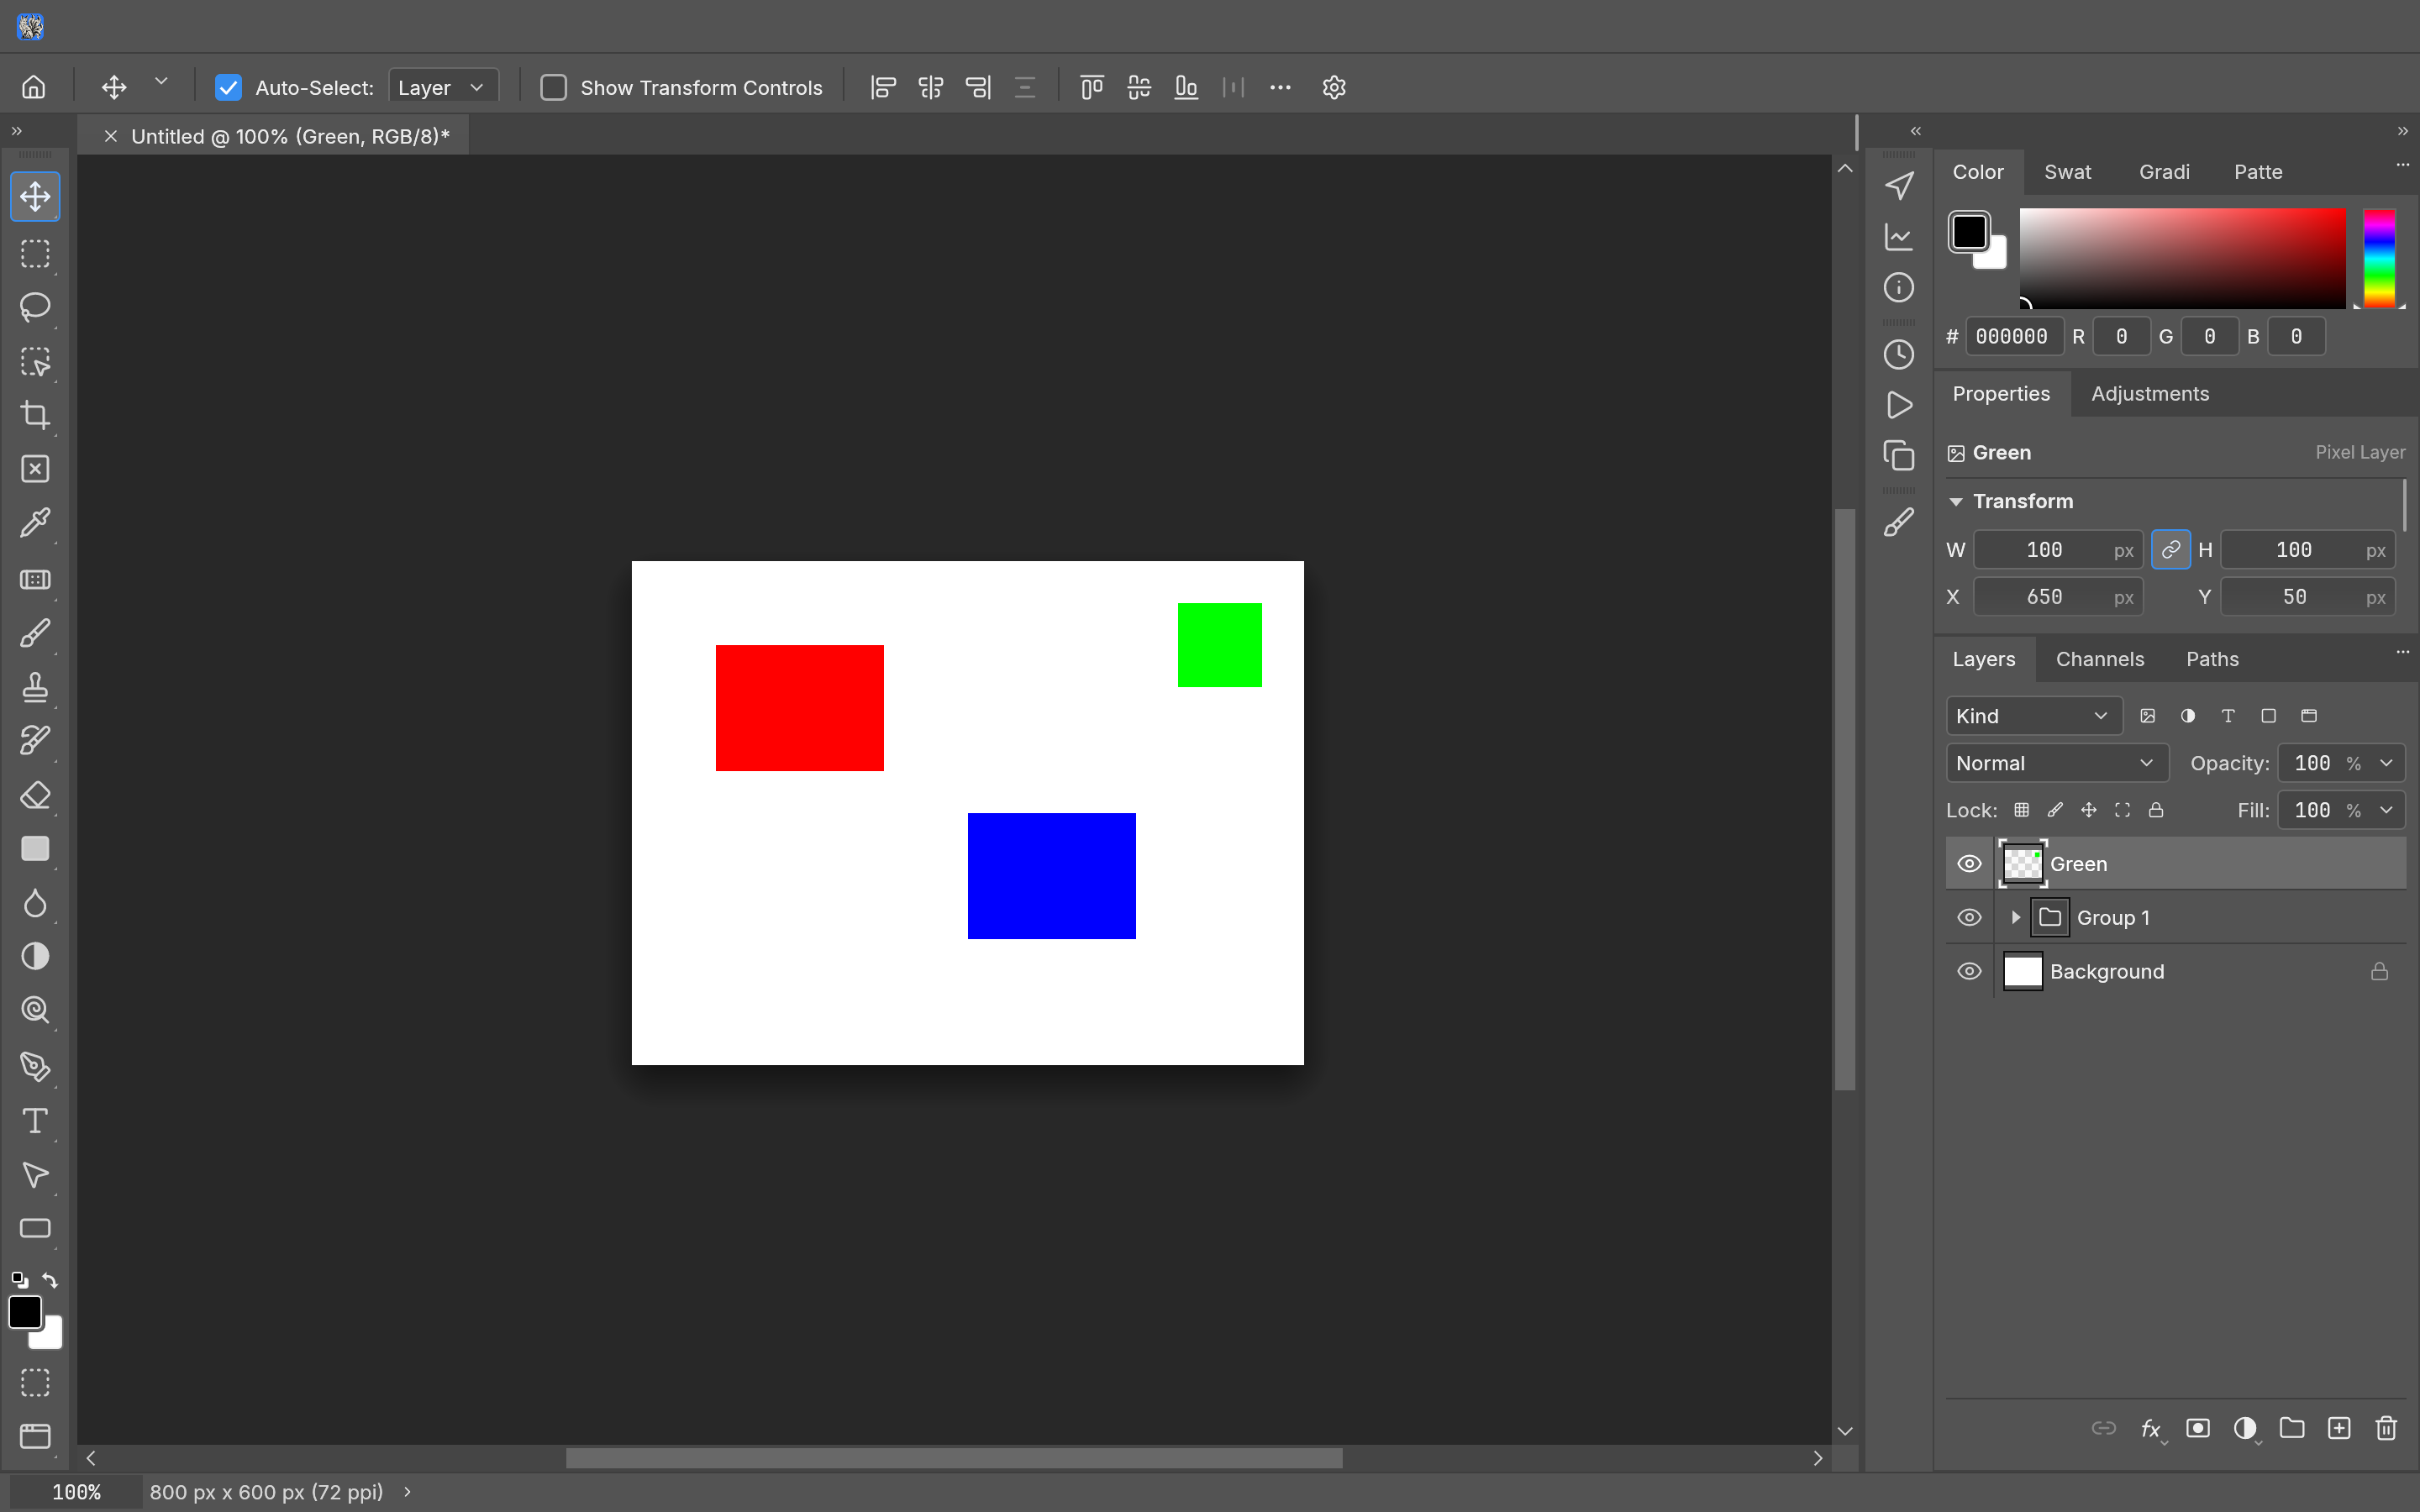 Auto-Select: Layer Show Transform Controls
Untitled @ 100% (Green, RGB/8)*
Color Swat Gradi Patte
# 000000 R 0 G 0 B 0
Properties Adjustments
Green Pixel Layer
Transform
W 100 px H 100 px
X 650 px Y 50 px
Layers Channels Paths
Kind
Normal Opacity: 100 %
Lock: Fill: 100 %
Green
Group 1
Background
fx
100% 800 px x 600 px (72 ppi)